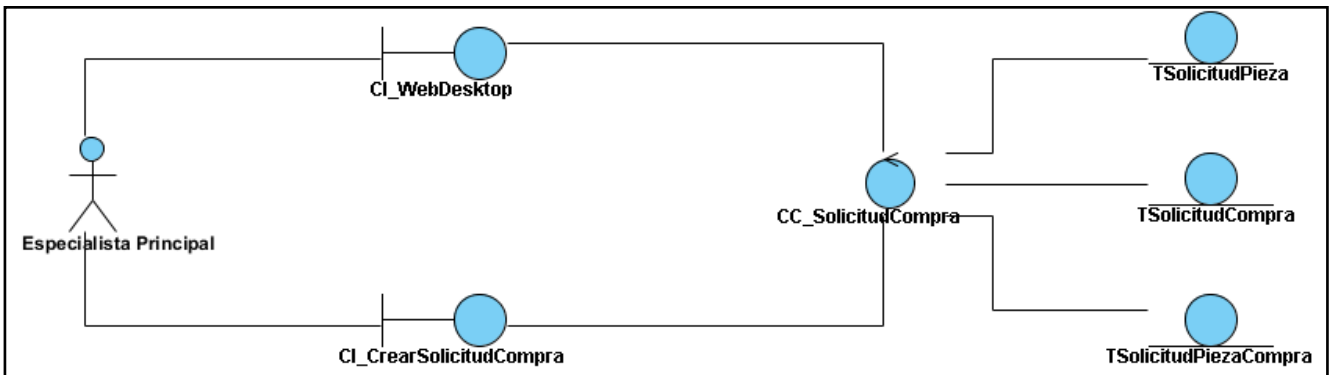 TSolicitudPieza
CI_WebDesktop
CC_SolicitudCompra
TSolicitudCompra
Especialista Principal
CI_CrearSolicitudCompra
TSolicitudPiezaCompra